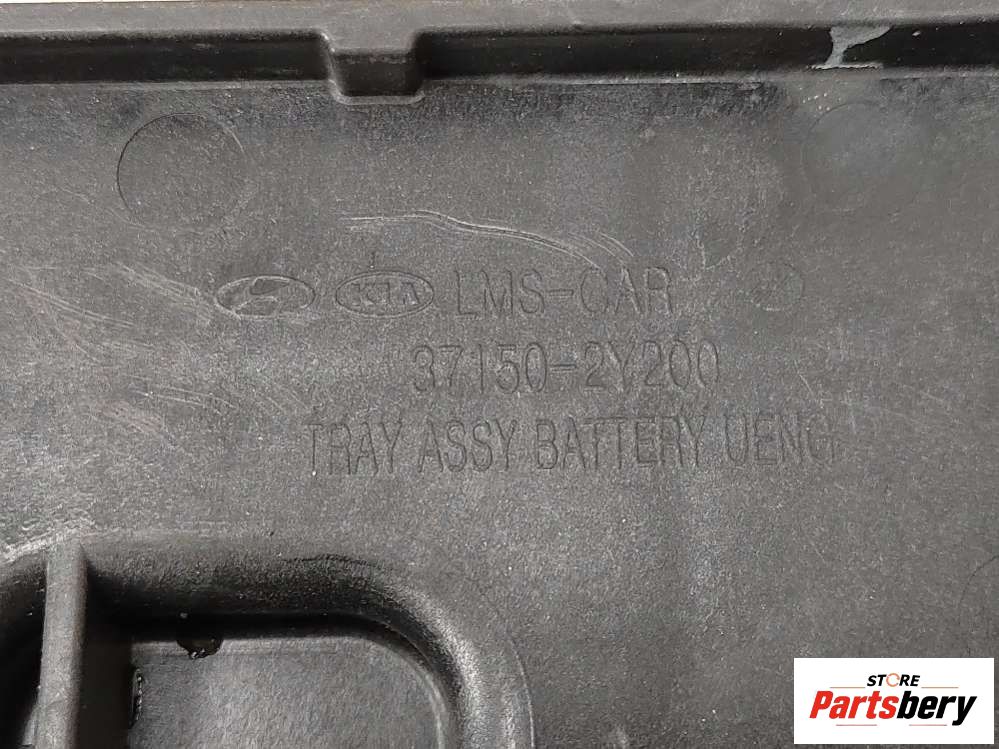 KIA LMS-CAR
37150-2Y200
TRAY ASSY BATTERY UENG
STORE
Partsbery